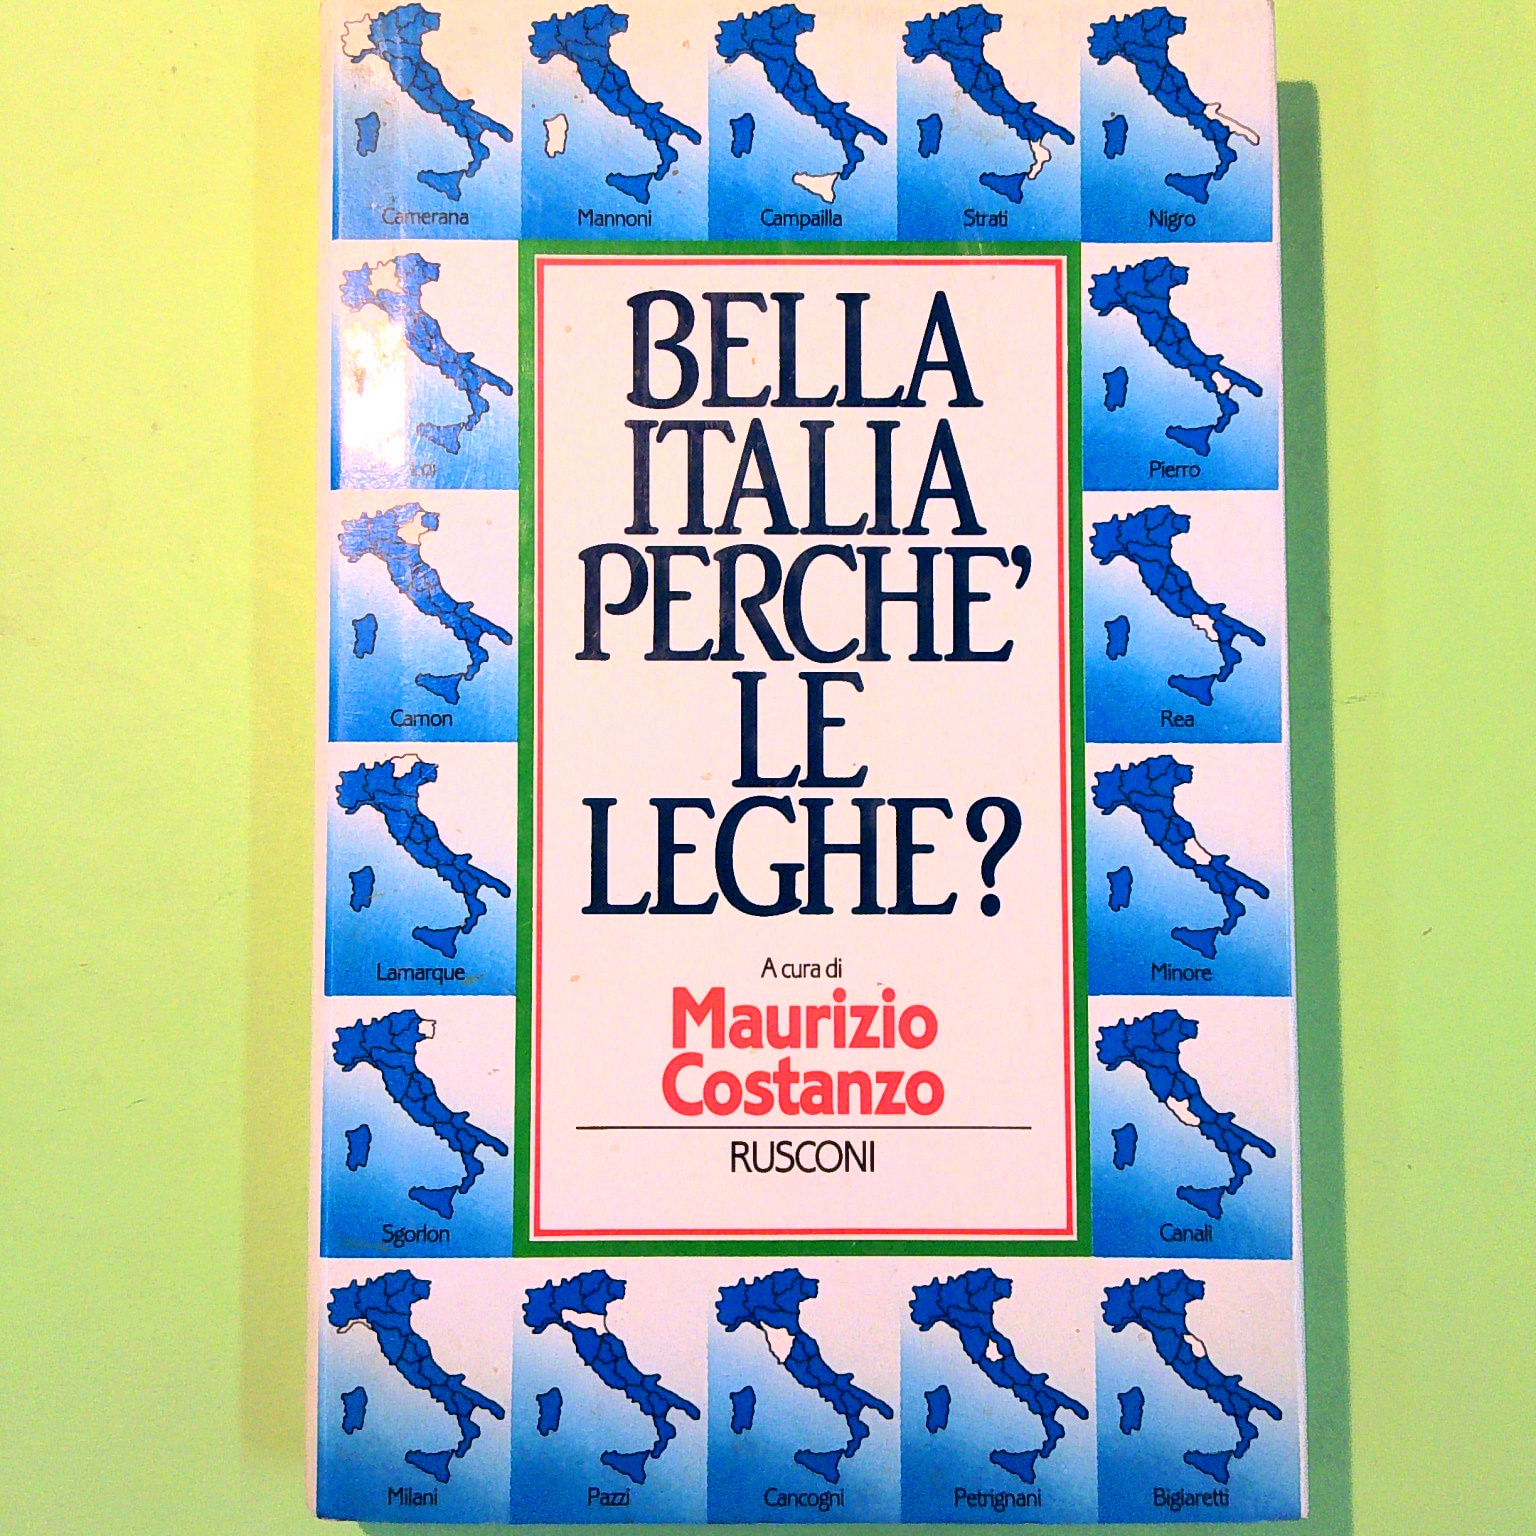 Camerana
Mannoni
Campailla
Strati
Nigro
BELLA
ITALIA
PERCHE'
LE
LEGHE?
A cura di
Maurizio
Costanzo
RUSCONI
Pierro
Camon
Rea
Lamarque
Minore
Sgorlon
Canali
Milani
Pazzi
Cancogni
Petrignani
Bigiaretti